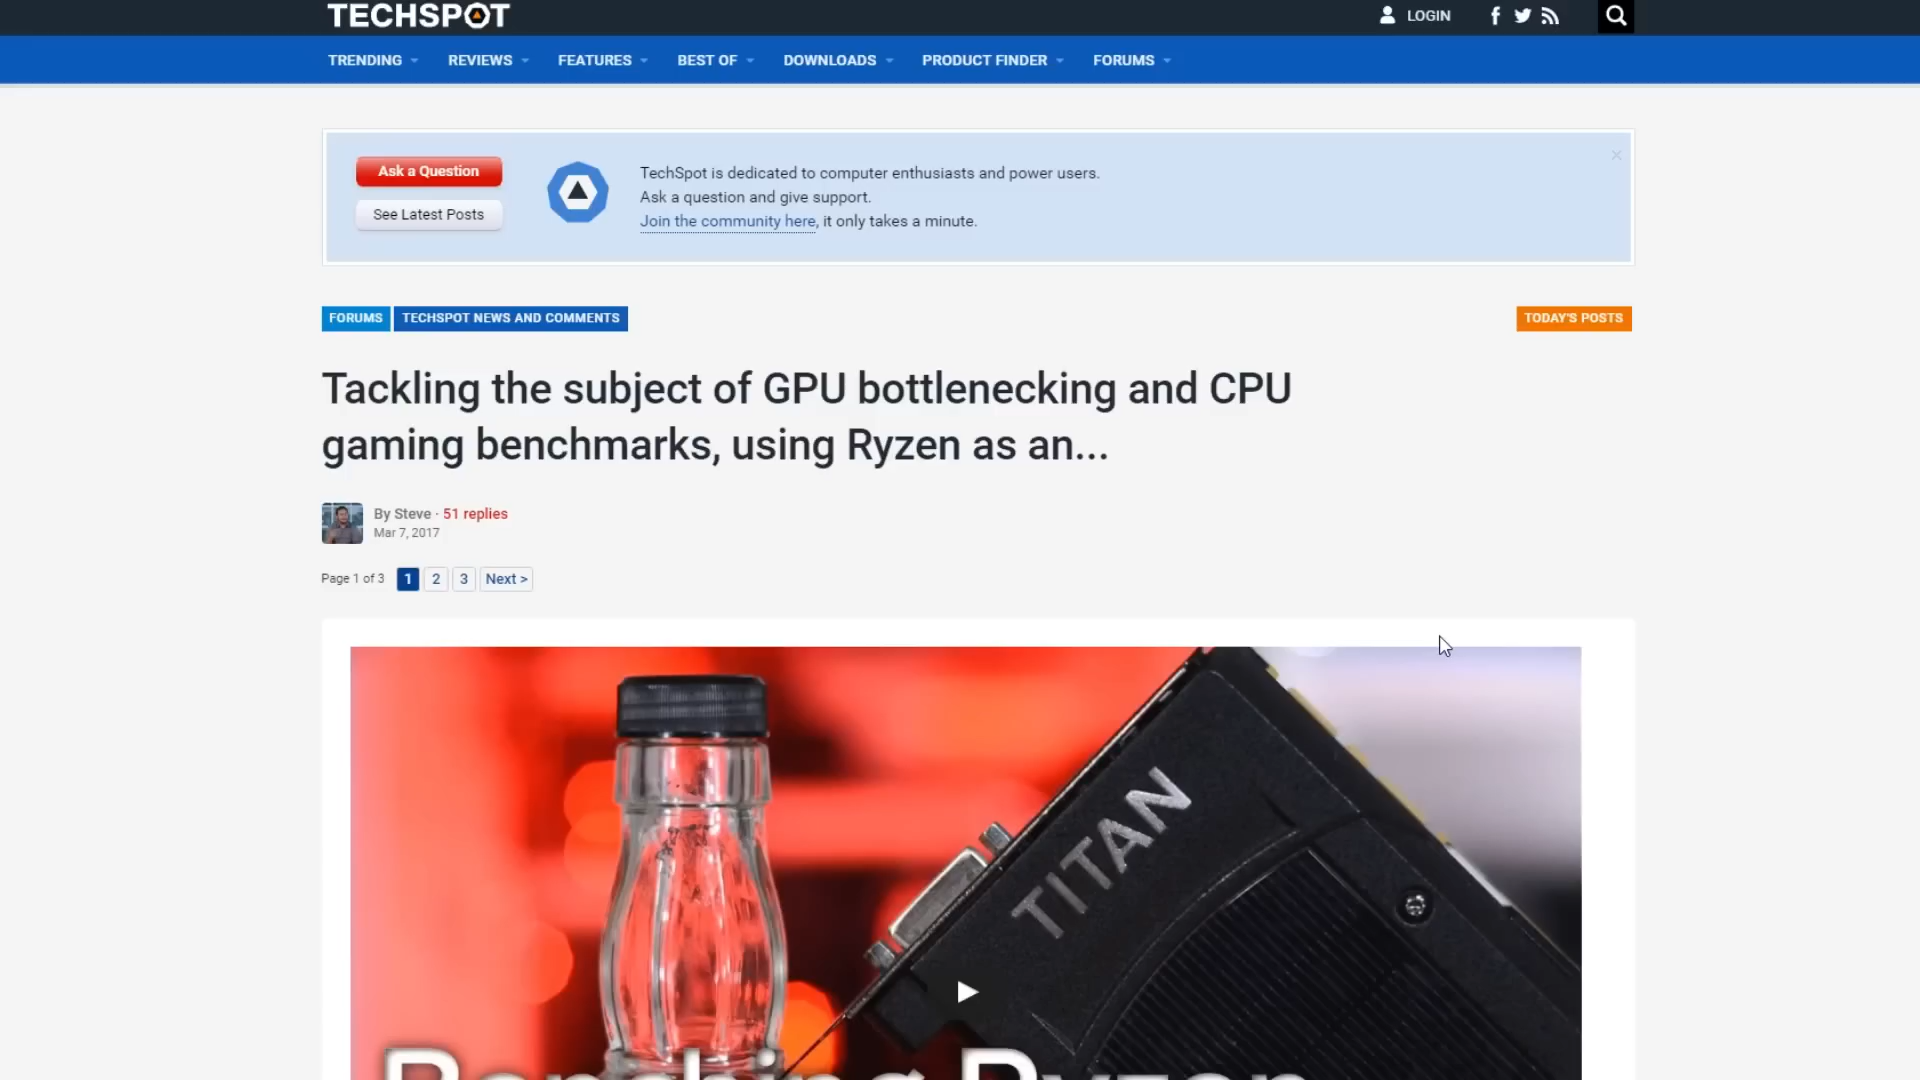 TECHSPOT
LOGIN
TRENDING
REVIEWS
FEATURES
BEST OF
DOWNLOADS
PRODUCT FINDER
FORUMS
Ask a Question
See Latest Posts
TechSpot is dedicated to computer enthusiasts and power users.
Ask a question and give support.
Join the community here, it only takes a minute.
FORUMS
TECHSPOT NEWS AND COMMENTS
TODAY'S POSTS
Tackling the subject of GPU bottlenecking and CPU
gaming benchmarks, using Ryzen as an...
By Steve · 51 replies
Mar 7, 2017
Page 1 of 3 1 2 3 Next >
TITAN
Benching Ryzen